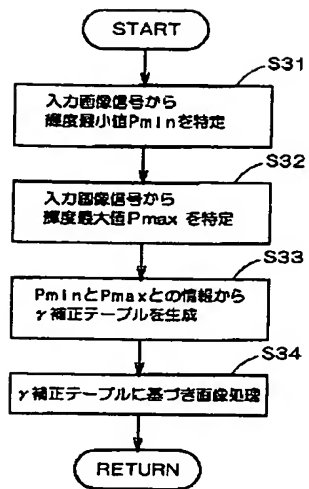 START
S31
入力画像信号から
輝度最小値Pminを特定
S32
入力画像信号から
輝度最大値Pmax を特定
S33
PminとPmaxとの情報から
γ補正テーブルを生成
S34
γ補正テーブルに基づき画像処理
RETURN